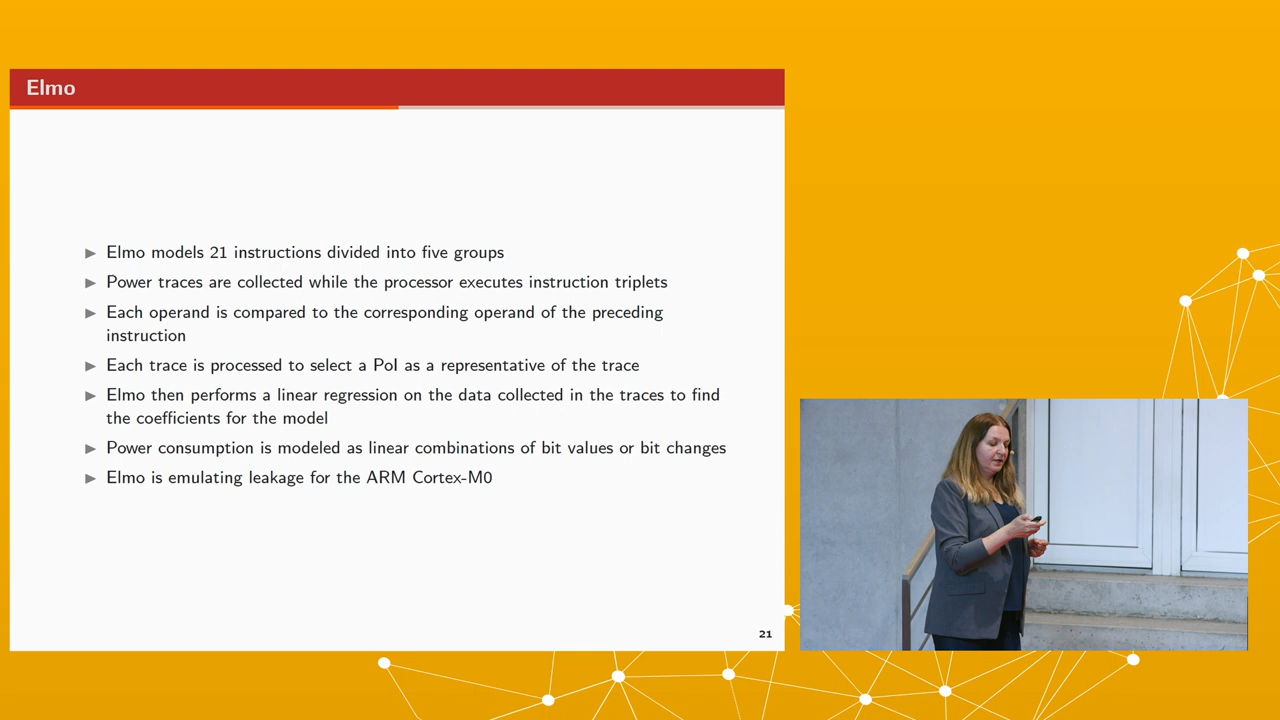 Elmo
Elmo models 21 instructions divided into five groups
Power traces are collected while the processor executes instruction triplets
Each operand is compared to the corresponding operand of the preceding
instruction
Each trace is processed to select a PoI as a representative of the trace
Elmo then performs a linear regression on the data collected in the traces to find
the coefficients for the model
Power consumption is modeled as linear combinations of bit values or bit changes
Elmo is emulating leakage for the ARM Cortex-M0
21